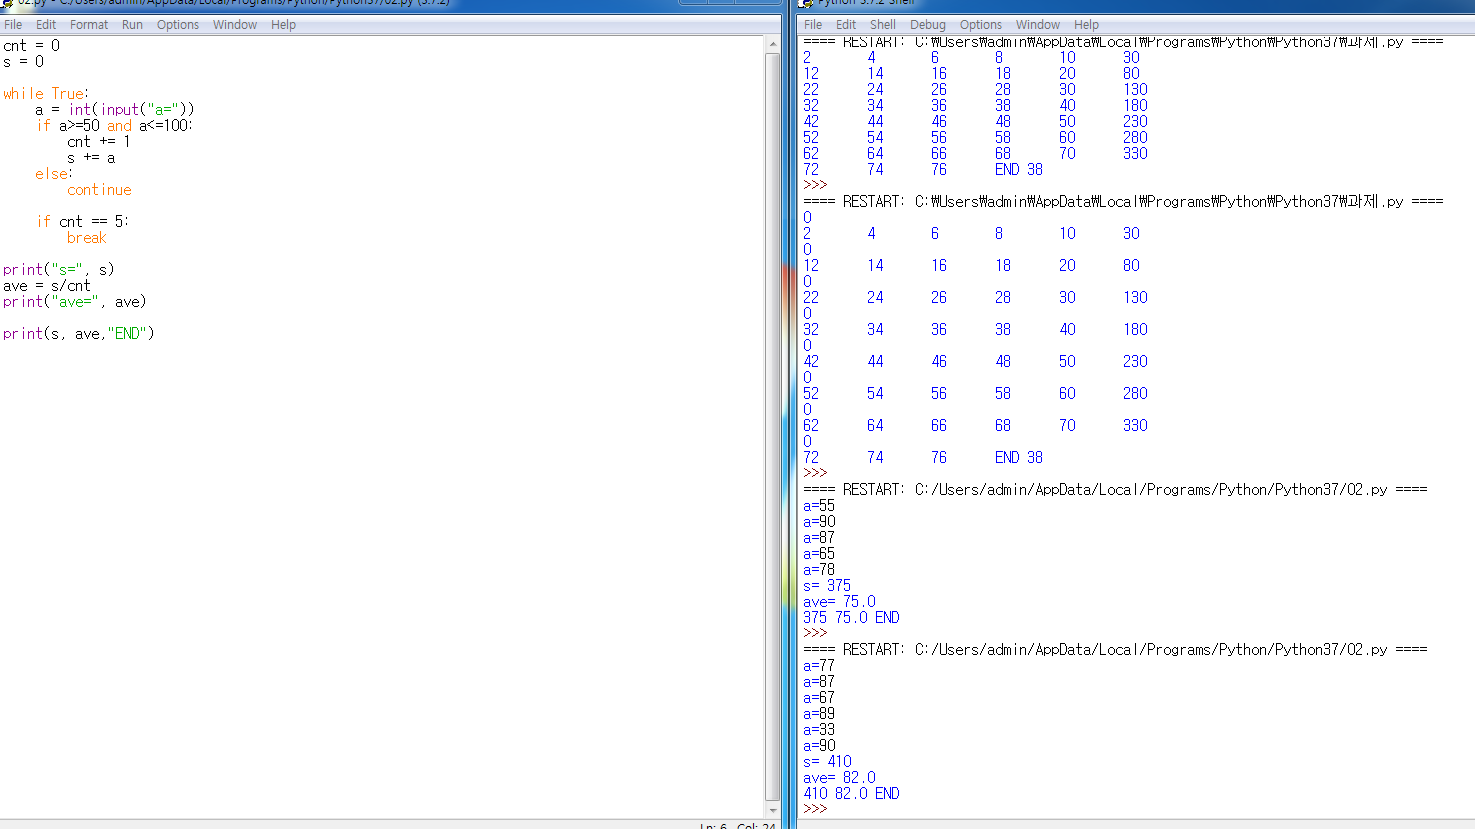 02.py - C:/Users/admin/AppData/Local/Programs/Python/Python37/02.py (3.7.2)
File Edit Format Run Options Window Help
cnt = 0
s = 0
while True:
a = int(input("a="))
if a>=50 and a<=100:
cnt += 1
s += a
else:
continue
if cnt == 5:
break
print("s=", s)
ave = s/cnt
print("ave=", ave)
print(s, ave,"END")
Ln: 6 Col: 24
Python 3.7.2 Shell
File Edit Shell Debug Options Window Help
==== RESTART: C:₩Users₩admin₩AppData₩Local₩Programs₩Python₩Python37₩과제.py ====
2 4 6 8 10 30
12 14 16 18 20 80
22 24 26 28 30 130
32 34 36 38 40 180
42 44 46 48 50 230
52 54 56 58 60 280
62 64 66 68 70 330
72 74 76 END 38
>>>
==== RESTART: C:₩Users₩admin₩AppData₩Local₩Programs₩Python₩Python37₩과제.py ====
0
2 4 6 8 10 30
0
12 14 16 18 20 80
0
22 24 26 28 30 130
0
32 34 36 38 40 180
0
42 44 46 48 50 230
0
52 54 56 58 60 280
0
62 64 66 68 70 330
0
72 74 76 END 38
>>>
==== RESTART: C:/Users/admin/AppData/Local/Programs/Python/Python37/02.py ====
a=55
a=90
a=87
a=65
a=78
s= 375
ave= 75.0
375 75.0 END
>>>
==== RESTART: C:/Users/admin/AppData/Local/Programs/Python/Python37/02.py ====
a=77
a=87
a=67
a=89
a=33
a=90
s= 410
ave= 82.0
410 82.0 END
>>>